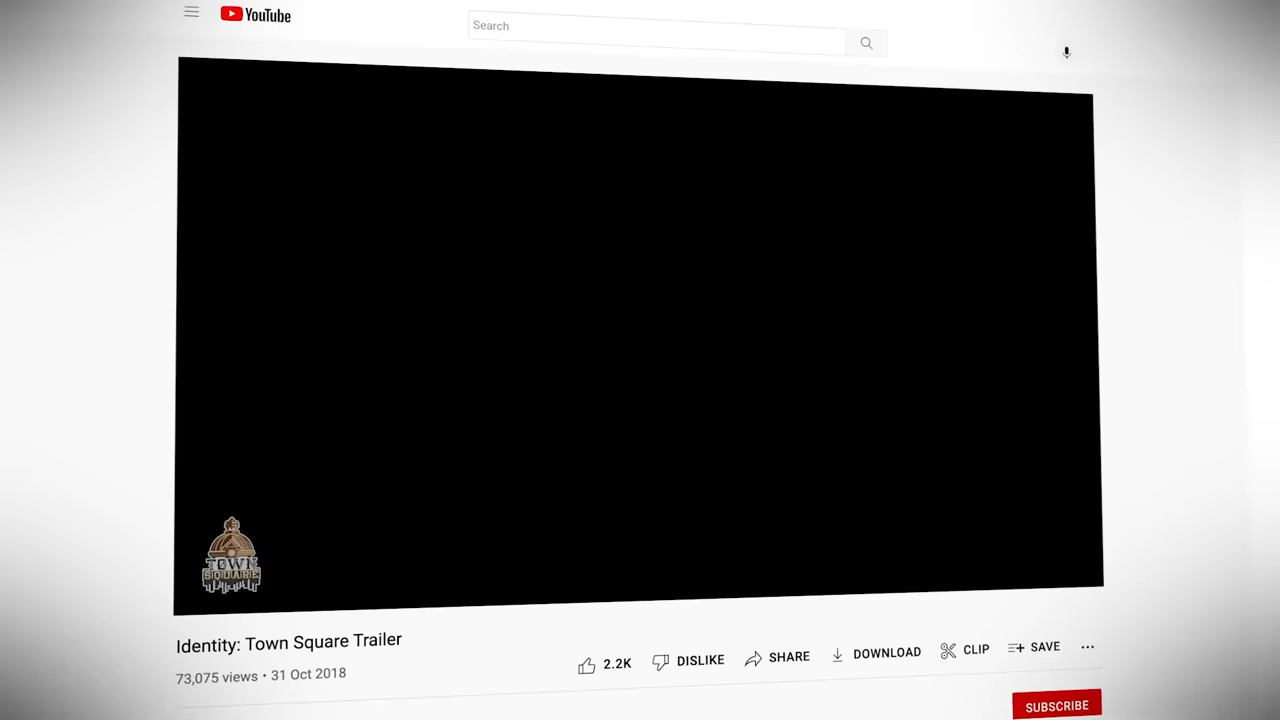 YouTube
Search
TOWN
SQUARE
Identity: Town Square Trailer
73,075 views • 31 Oct 2018
2.2K DISLIKE SHARE DOWNLOAD CLIP SAVE
SUBSCRIBE